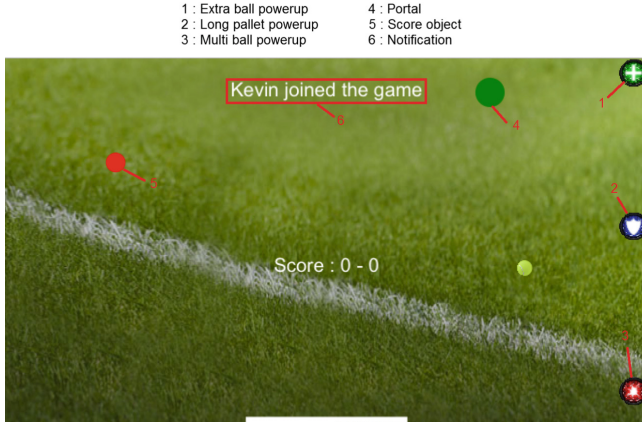 1 : Extra ball powerup
2 : Long pallet powerup
3 : Multi ball powerup
4 : Portal
5 : Score object
6 : Notification
Kevin joined the game
1
6
4
5
2
Score : 0 - 0
3